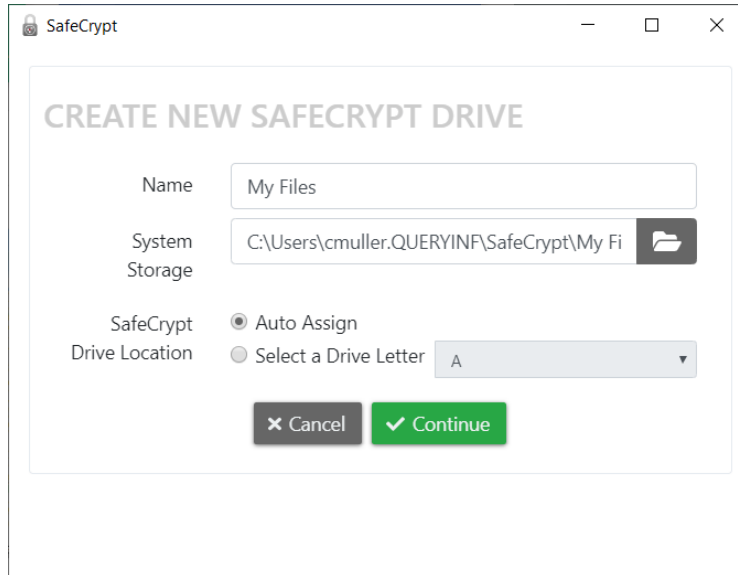 SafeCrypt
CREATE NEW SAFECRYPT DRIVE
Name
My Files
System
Storage
C:\Users\cmuller.QUERYINF\SafeCrypt\My Fi
SafeCrypt
Drive Location
Auto Assign
Select a Drive Letter
A
Cancel
Continue